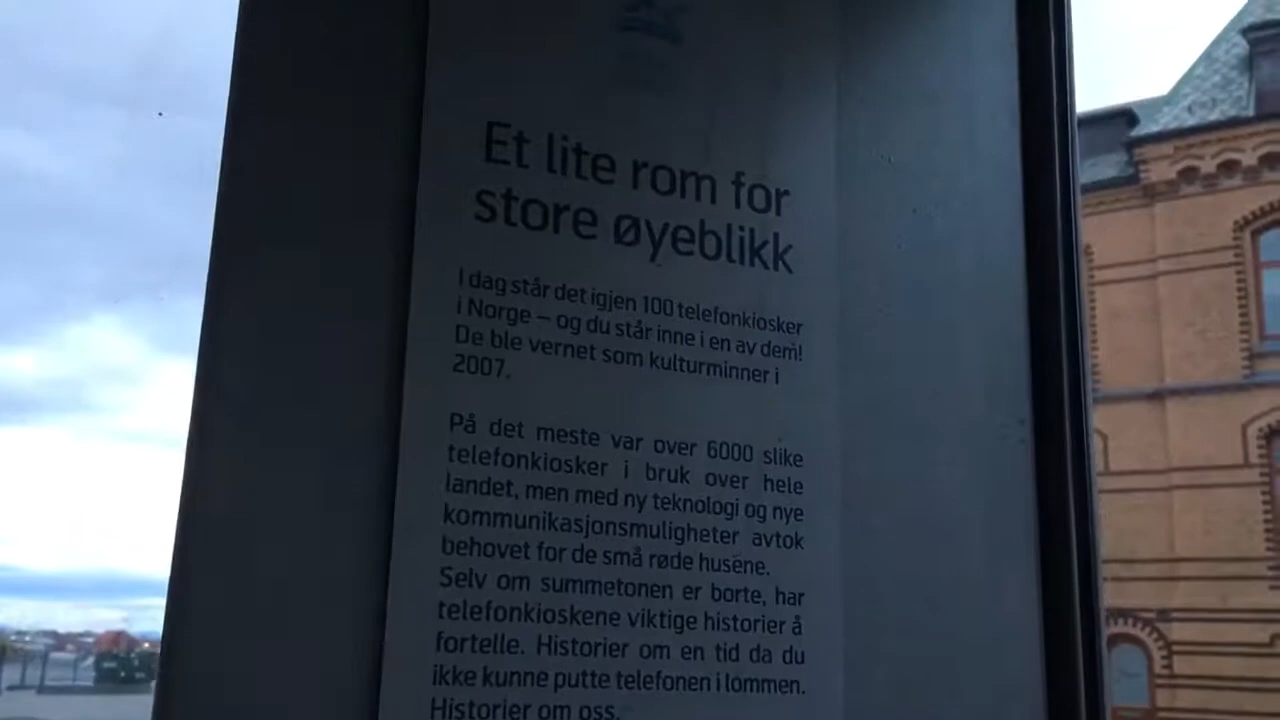 Et lite rom for
store øyeblikk
I dag står det igjen 100 telefonkiosker
i Norge – og du står inne i en av dem!
De ble vernet som kulturminner i
2007.
På det meste var over 6000 slike
telefonkiosker i bruk over hele
landet, men med ny teknologi og nye
kommunikasjonsmuligheter avtok
behovet for de små røde husene.
Selv om summetonen er borte, har
telefonkioskene viktige historier å
fortelle. Historier om en tid da du
ikke kunne putte telefonen i lommen.
Historier om oss.